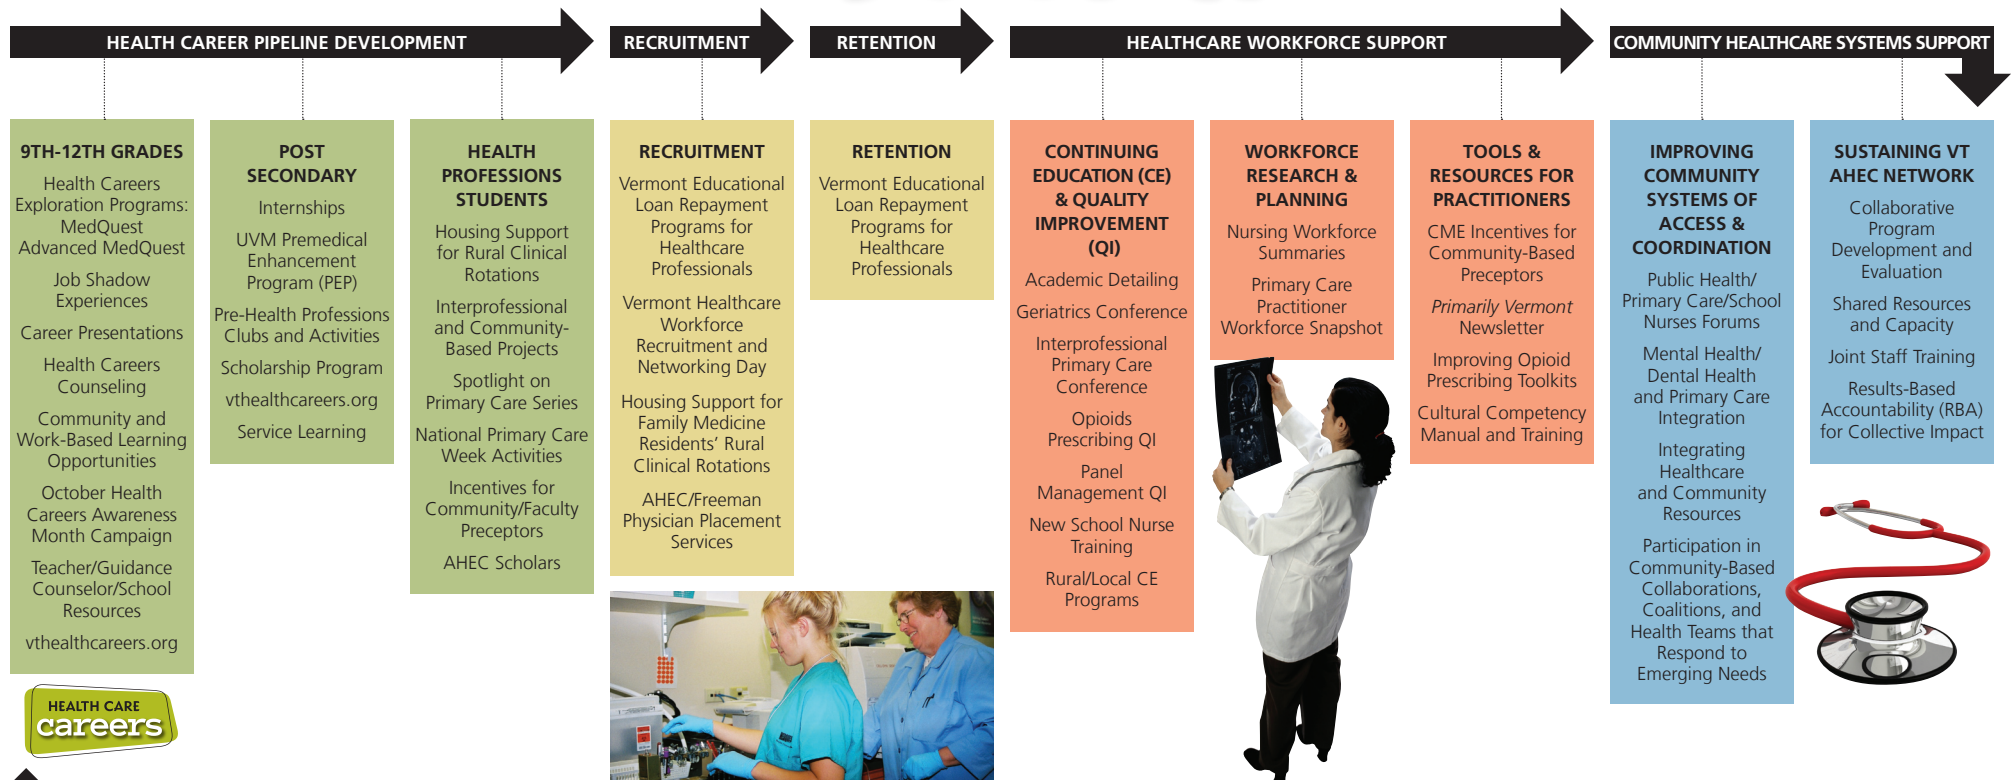 HEALTH CAREER PIPELINE DEVELOPMENT
RECRUITMENT
RETENTION
HEALTHCARE WORKFORCE SUPPORT
COMMUNITY HEALTHCARE SYSTEMS SUPPORT
9TH-12TH GRADES
Health Careers
Exploration Programs:
MedQuest
Advanced MedQuest
Job Shadow
Experiences
Career Presentations
Health Careers
Counseling
Community and
Work-Based Learning
Opportunities
October Health
Careers Awareness
Month Campaign
Teacher/Guidance
Counselor/School
Resources
vthealthcareers.org
HEALTH CARE
careers
POST
SECONDARY
Internships
UVM Premedical
Enhancement
Program (PEP)
Pre-Health Professions
Clubs and Activities
Scholarship Program
vthealthcareers.org
Service Learning
HEALTH
PROFESSIONS
STUDENTS
Housing Support
for Rural Clinical
Rotations
Interprofessional
and Community-
Based Projects
Spotlight on
Primary Care Series
National Primary Care
Week Activities
Incentives for
Community/Faculty
Preceptors
AHEC Scholars
RECRUITMENT
Vermont Educational
Loan Repayment
Programs for
Healthcare
Professionals
Vermont Healthcare
Workforce
Recruitment and
Networking Day
Housing Support for
Family Medicine
Residents’ Rural
Clinical Rotations
AHEC/Freeman
Physician Placement
Services
RETENTION
Vermont Educational
Loan Repayment
Programs for
Healthcare
Professionals
CONTINUING
EDUCATION (CE)
& QUALITY
IMPROVEMENT
(QI)
Academic Detailing
Geriatrics Conference
Interprofessional
Primary Care
Conference
Opioids
Prescribing QI
Panel
Management QI
New School Nurse
Training
Rural/Local CE
Programs
WORKFORCE
RESEARCH &
PLANNING
Nursing Workforce
Summaries
Primary Care
Practitioner
Workforce Snapshot
TOOLS &
RESOURCES FOR
PRACTITIONERS
CME Incentives for
Community-Based
Preceptors
Primarily Vermont
Newsletter
Improving Opioid
Prescribing Toolkits
Cultural Competency
Manual and Training
IMPROVING
COMMUNITY
SYSTEMS OF
ACCESS &
COORDINATION
Public Health/
Primary Care/School
Nurses Forums
Mental Health/
Dental Health
and Primary Care
Integration
Integrating
Healthcare
and Community
Resources
Participation in
Community-Based
Collaborations,
Coalitions, and
Health Teams that
Respond to
Emerging Needs
SUSTAINING VT
AHEC NETWORK
Collaborative
Program
Development and
Evaluation
Shared Resources
and Capacity
Joint Staff Training
Results-Based
Accountability (RBA)
for Collective Impact